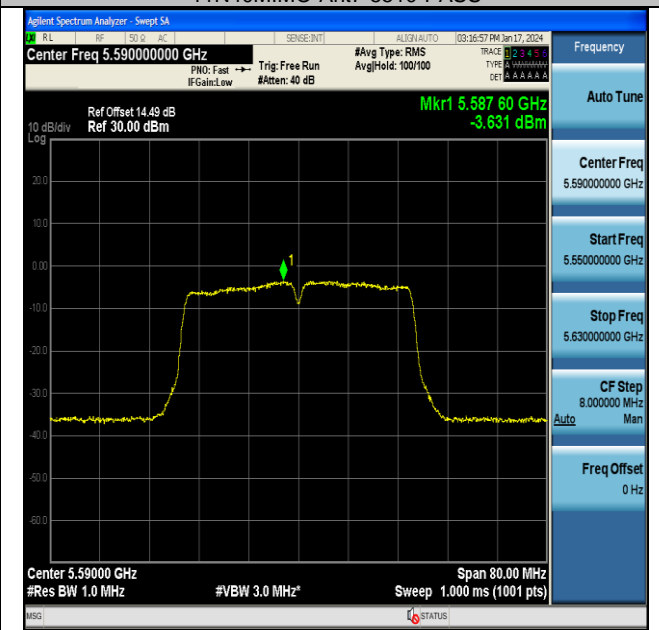 Agilent Spectrum Analyzer - Swept SA
RL RF 50 Ω AC SENSE:INT ALIGN AUTO 03:16:57 PM Jan 17, 2024
Center Freq 5.590000000 GHz
PNO: Fast
IFGain:Low
Trig: Free Run
#Atten: 40 dB
#Avg Type: RMS
Avg|Hold: 100/100
TRACE 1 2 3 4 5 6
TYPE A WWWWW
DET A A A A A A
Frequency
Ref Offset 14.49 dB
10 dB/div Ref 30.00 dBm
Log
Mkr1 5.587 60 GHz
-3.631 dBm
1
20.0
10.0
0.00
-10.0
-20.0
-30.0
-40.0
-50.0
-60.0
Center 5.59000 GHz Span 80.00 MHz
#Res BW 1.0 MHz #VBW 3.0 MHz* Sweep 1.000 ms (1001 pts)
MSG STATUS
Auto Tune
Center Freq
5.590000000 GHz
Start Freq
5.550000000 GHz
Stop Freq
5.630000000 GHz
CF Step
8.000000 MHz
Auto Man
Freq Offset
0 Hz